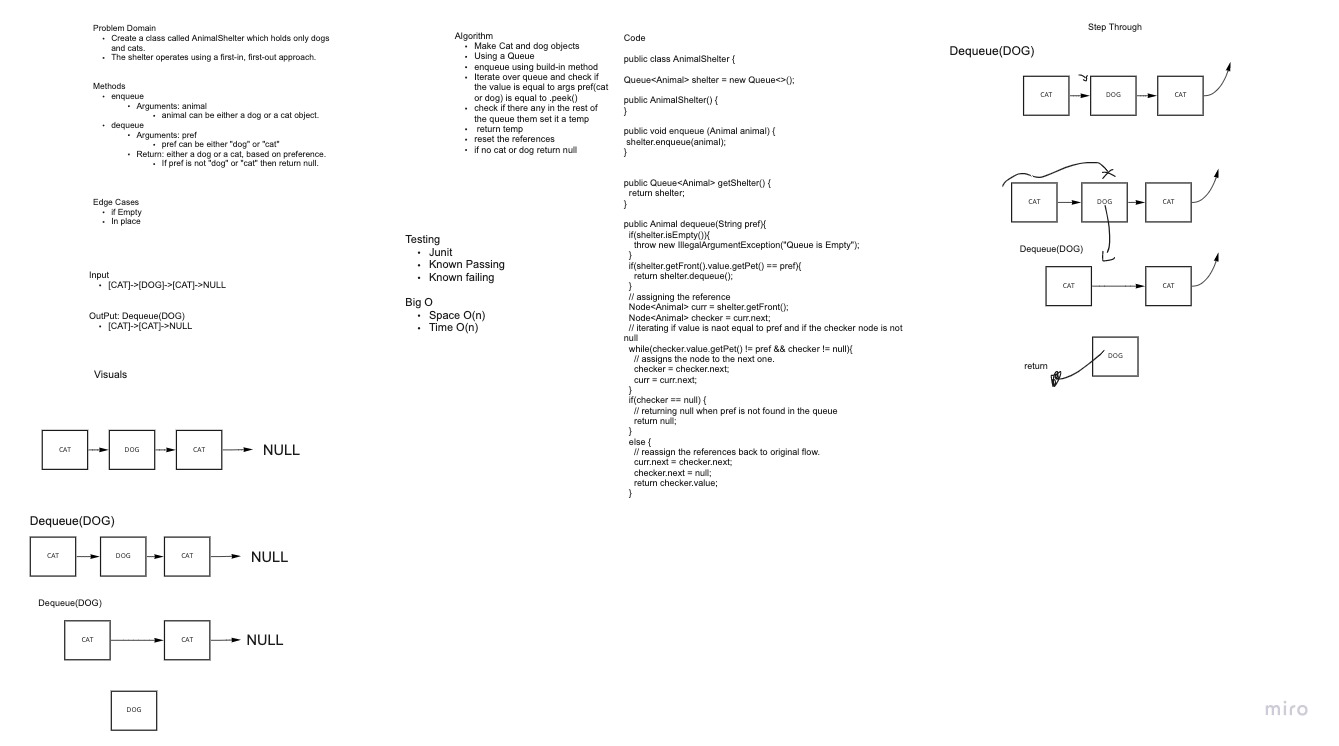 Problem Domain
• Create a class called AnimalShelter which holds only dogs
and cats.
• The shelter operates using a first-in, first-out approach.
Methods
• enqueue
• Arguments: animal
• animal can be either a dog or a cat object.
• dequeue
• Arguments: pref
• pref can be either "dog" or "cat"
• Return: either a dog or a cat, based on preference.
• If pref is not "dog" or "cat" then return null.
Edge Cases
• if Empty
• In place
Input
• [CAT]->[DOG]->[CAT]->NULL
OutPut: Dequeue(DOG)
• [CAT]->[CAT]->NULL
Visuals
CAT DOG CAT NULL
Dequeue(DOG)
CAT DOG CAT NULL
Dequeue(DOG)
CAT CAT NULL
DOG
Algorithm
• Make Cat and dog objects
• Using a Queue
• enqueue using build-in method
• Iterate over queue and check if
the value is equal to args pref(cat
or dog) is equal to .peek()
• check if there any in the rest of
the queue them set it a temp
• return temp
• reset the references
• if no cat or dog return null
Testing
• Junit
• Known Passing
• Known failing
Big O
• Space O(n)
• Time O(n)
Code
public class AnimalShelter {
Queue<Animal> shelter = new Queue<>();
public AnimalShelter() {
}
public void enqueue (Animal animal) {
shelter.enqueue(animal);
}
public Queue<Animal> getShelter() {
return shelter;
}
public Animal dequeue(String pref){
if(shelter.isEmpty()){
throw new IllegalArgumentException("Queue is Empty");
}
if(shelter.getFront().value.getPet() == pref){
return shelter.dequeue();
}
// assigning the reference
Node<Animal> curr = shelter.getFront();
Node<Animal> checker = curr.next;
// iterating if value is naot equal to pref and if the checker node is not
null
while(checker.value.getPet() != pref && checker != null){
// assigns the node to the next one.
checker = checker.next;
curr = curr.next;
}
if(checker == null) {
// returning null when pref is not found in the queue
return null;
}
else {
// reassign the references back to original flow.
curr.next = checker.next;
checker.next = null;
return checker.value;
}
Step Through
Dequeue(DOG)
CAT DOG CAT
CAT DOG CAT
Dequeue(DOG)
CAT CAT
DOG
return
miro